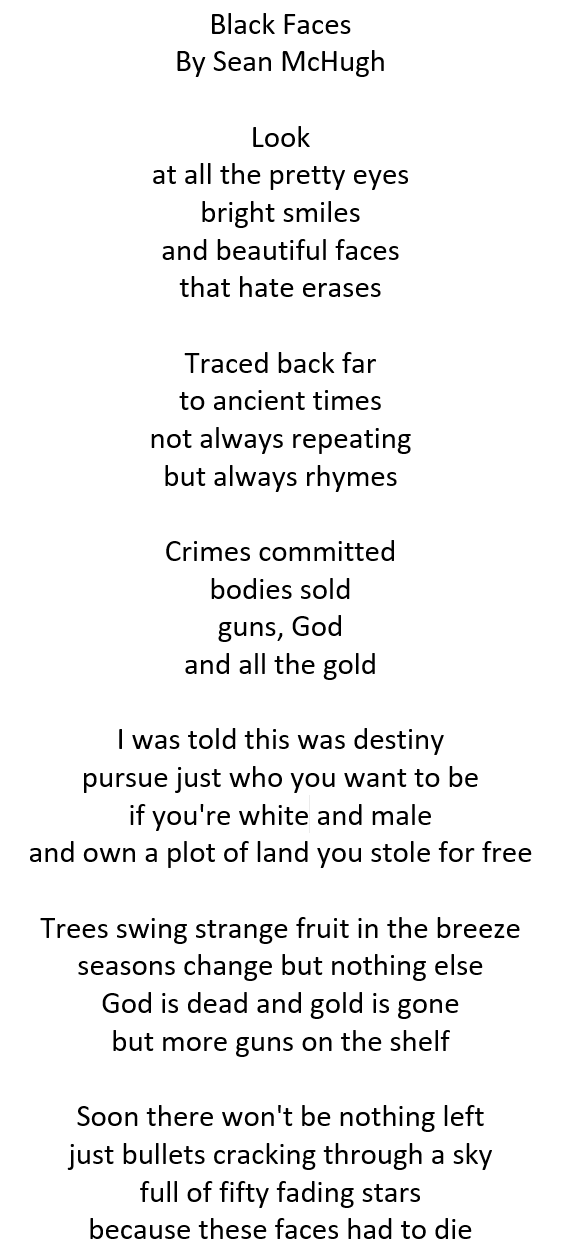 Black Faces
By Sean McHugh
Look
at all the pretty eyes
bright smiles
and beautiful faces
that hate erases
Traced back far
to ancient times
not always repeating
but always rhymes
Crimes committed
bodies sold
guns, God
and all the gold
I was told this was destiny
pursue just who you want to be
if you're white and male
and own a plot of land you stole for free
Trees swing strange fruit in the breeze
seasons change but nothing else
God is dead and gold is gone
but more guns on the shelf
Soon there won't be nothing left
just bullets cracking through a sky
full of fifty fading stars
because these faces had to die